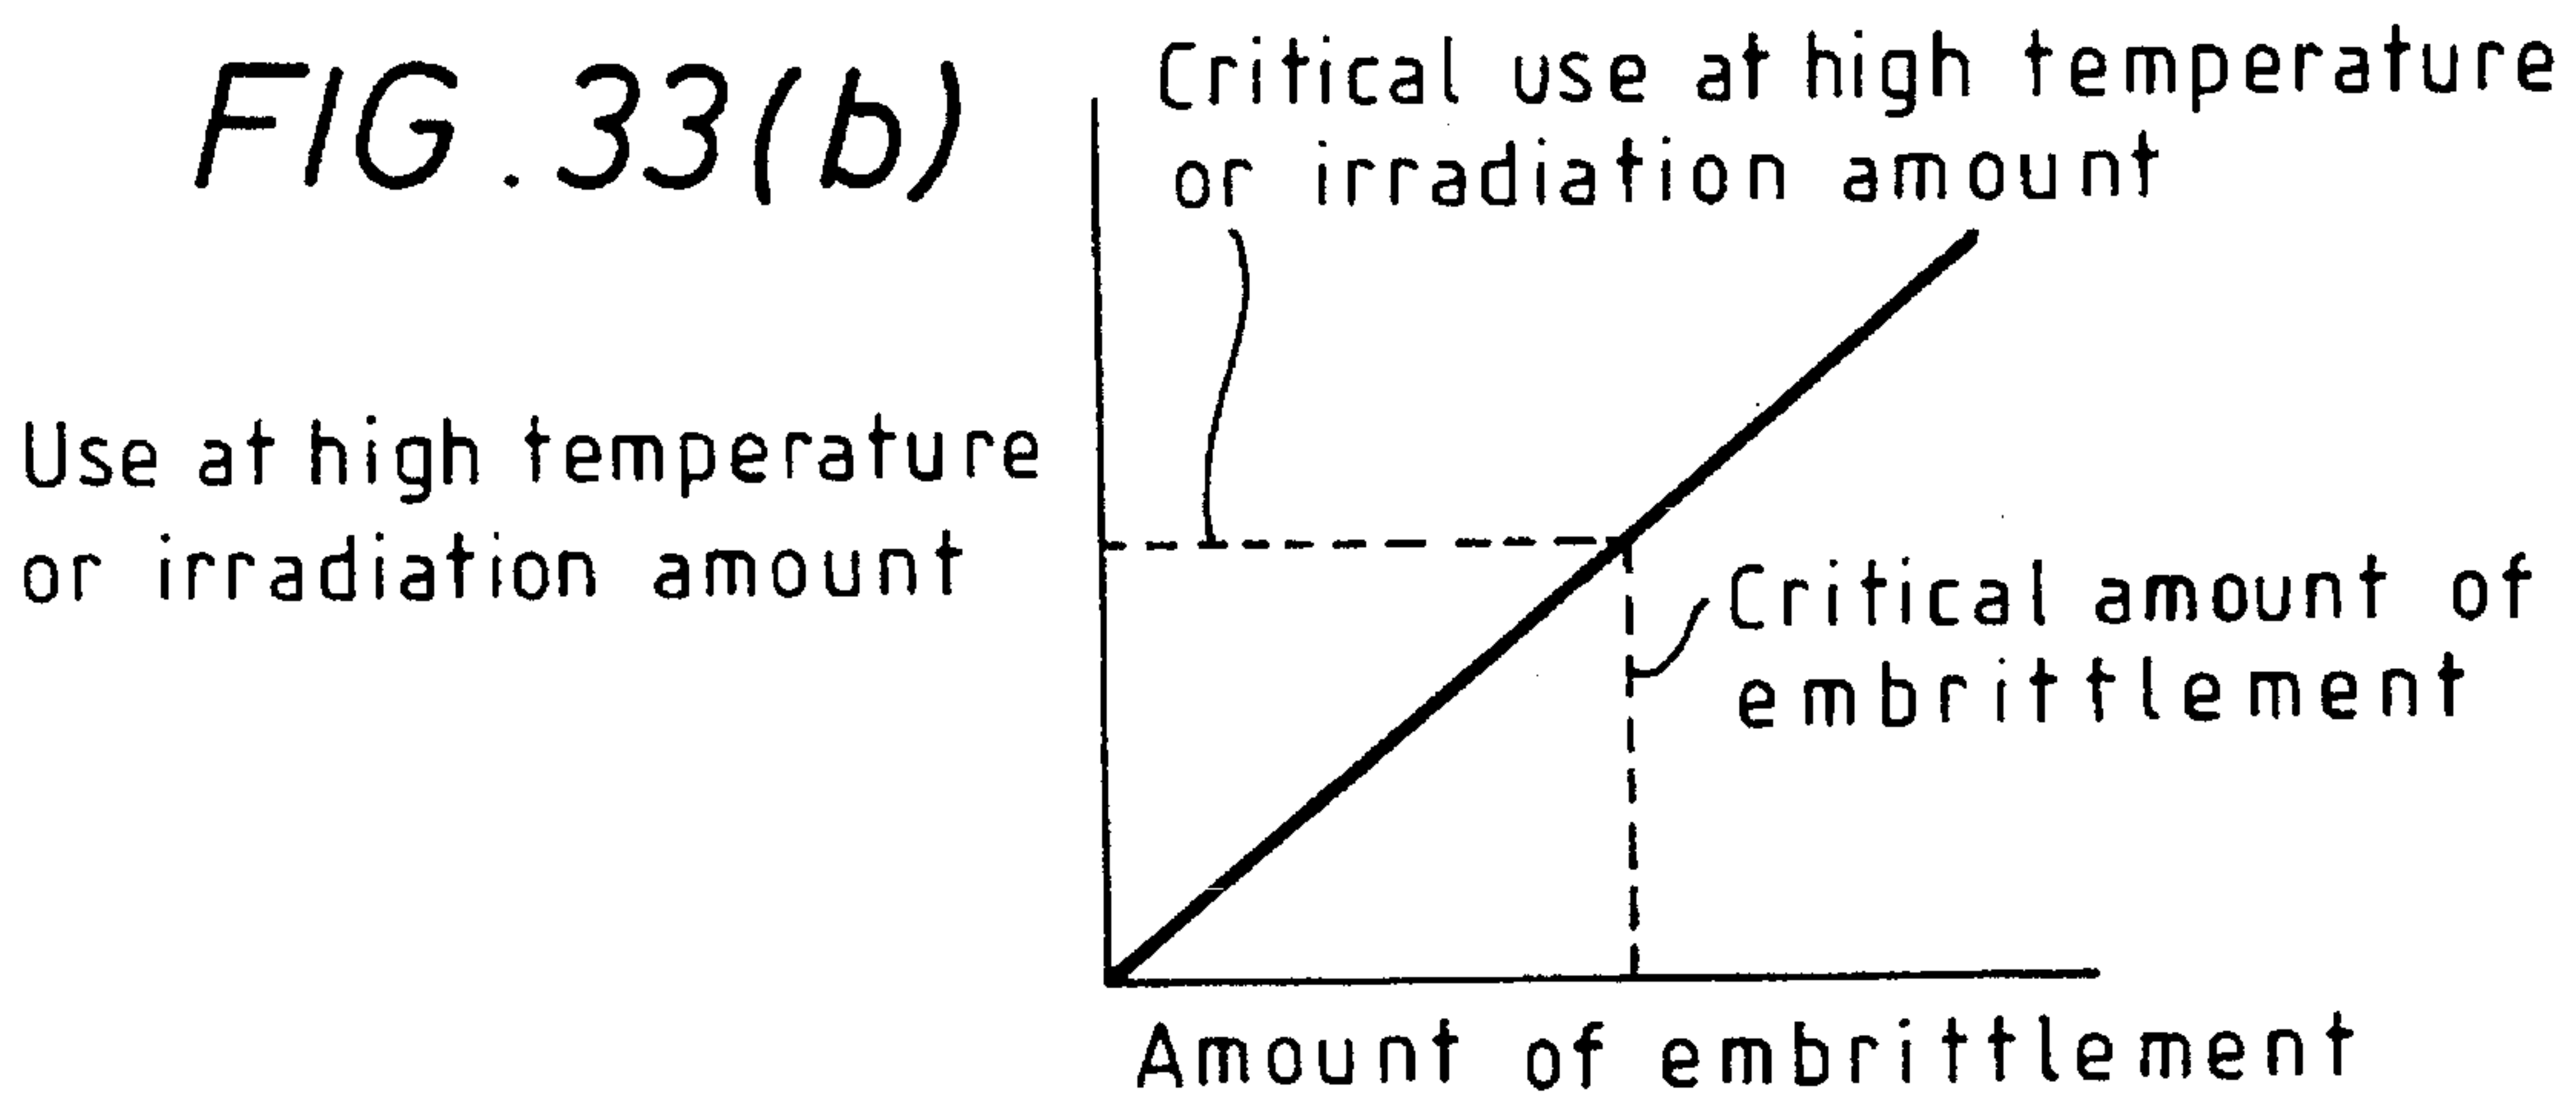 FIG. 33(b)
Critical use at high temperature
or irradiation amount
Use at high temperature
or irradiation amount
Critical amount of
embrittlement
Amount of embrittlement